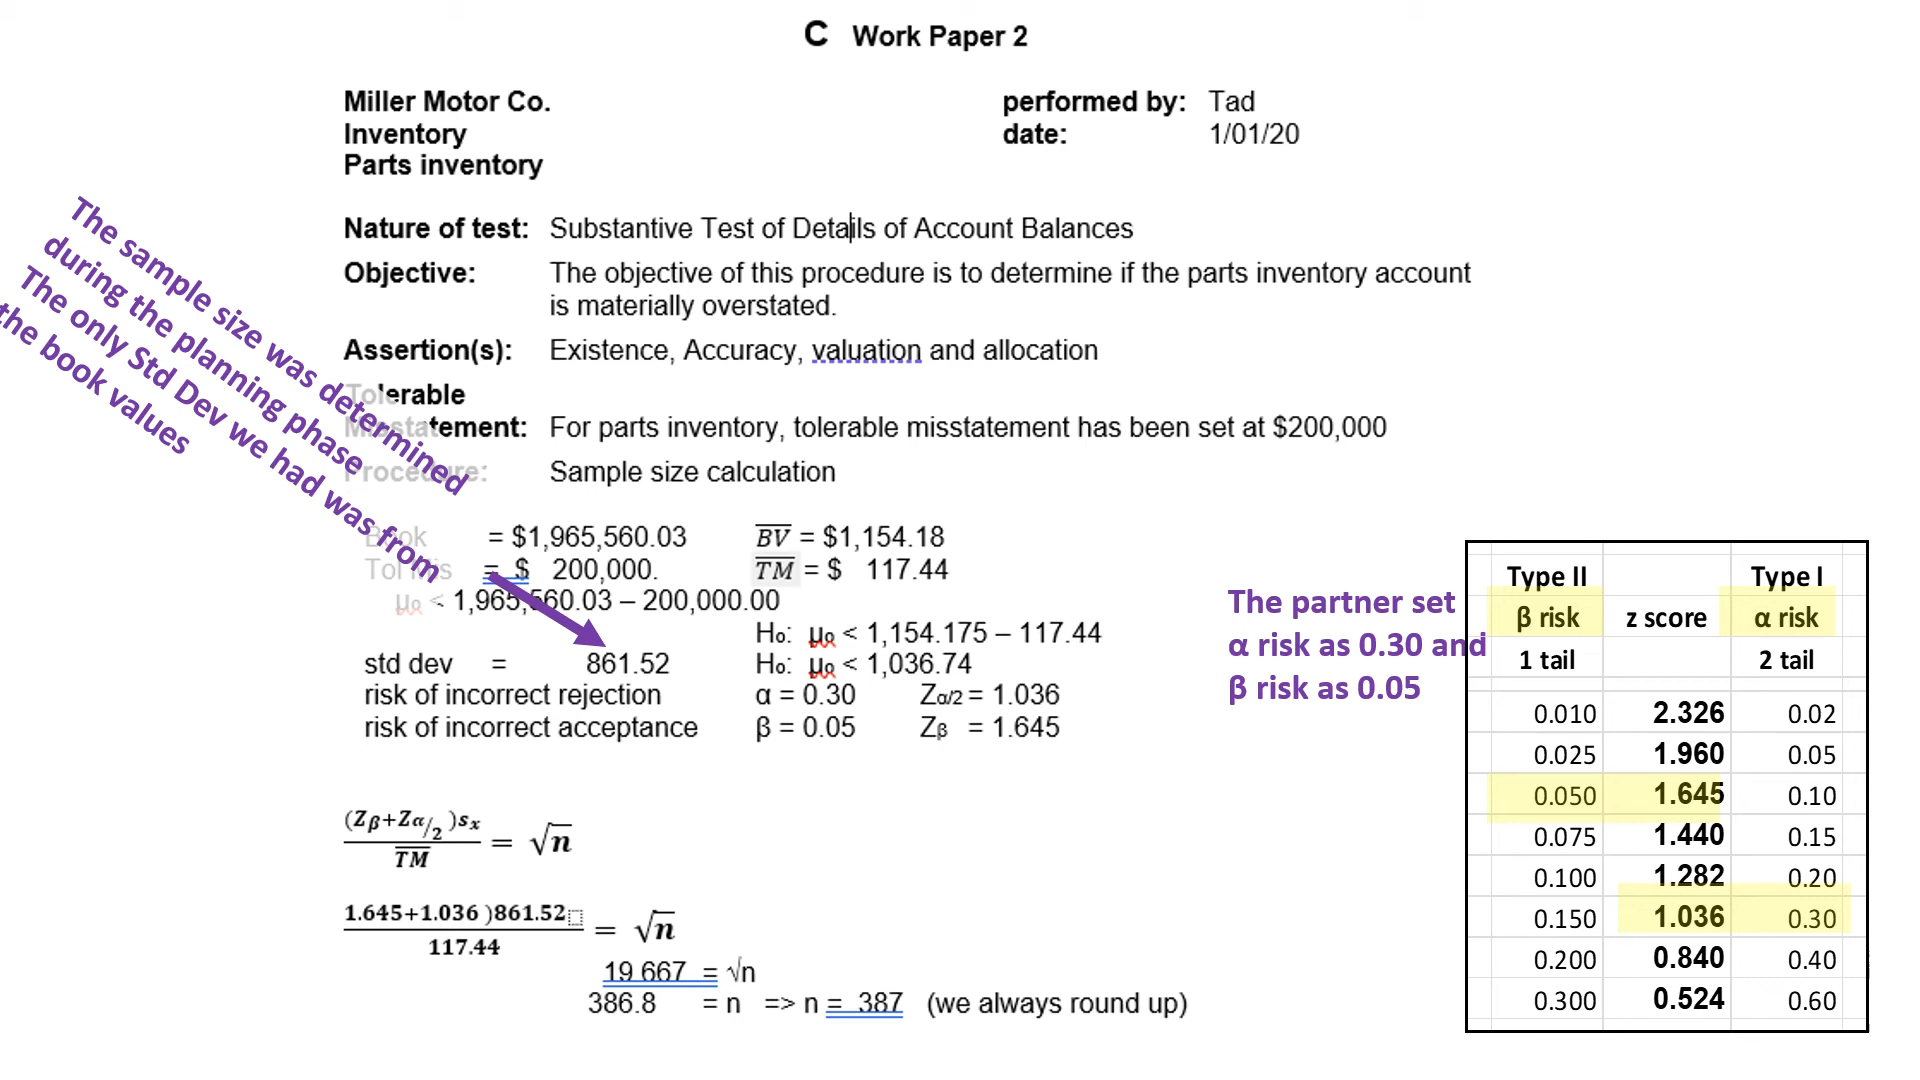 C Work Paper 2
Miller Motor Co.
performed by: Tad
Inventory
date: 1/01/20
Parts inventory
Nature of test: Substantive Test of Details of Account Balances
Objective: The objective of this procedure is to determine if the parts inventory account
is materially overstated.
Assertion(s): Existence, Accuracy, valuation and allocation
Tolerable
Misstatement: For parts inventory, tolerable misstatement has been set at $200,000
Procedure: Sample size calculation
The sample size was determined
during the planning phase
The only Std Dev we had was from
the book values
Book = $1,965,560.03 B̅V̅ = $1,154.18
Tol Mis = $ 200,000. T̅M̅ = $ 117.44
μ₀ < 1,965,560.03 – 200,000.00
H₀: μ₀ < 1,154.175 – 117.44
std dev = 861.52 H₀: μ₀ < 1,036.74
risk of incorrect rejection α = 0.30 Zα/2 = 1.036
risk of incorrect acceptance β = 0.05 Zβ = 1.645
(Zβ+Zα/2 )sx
T̅M̅
= √n
1.645+1.036 )861.52
117.44
= √n
19 667 = √n
386.8 = n => n = 387 (we always round up)
The partner set
α risk as 0.30 and
β risk as 0.05
Type II Type I
β risk z score α risk
1 tail 2 tail
0.010 2.326 0.02
0.025 1.960 0.05
0.050 1.645 0.10
0.075 1.440 0.15
0.100 1.282 0.20
0.150 1.036 0.30
0.200 0.840 0.40
0.300 0.524 0.60